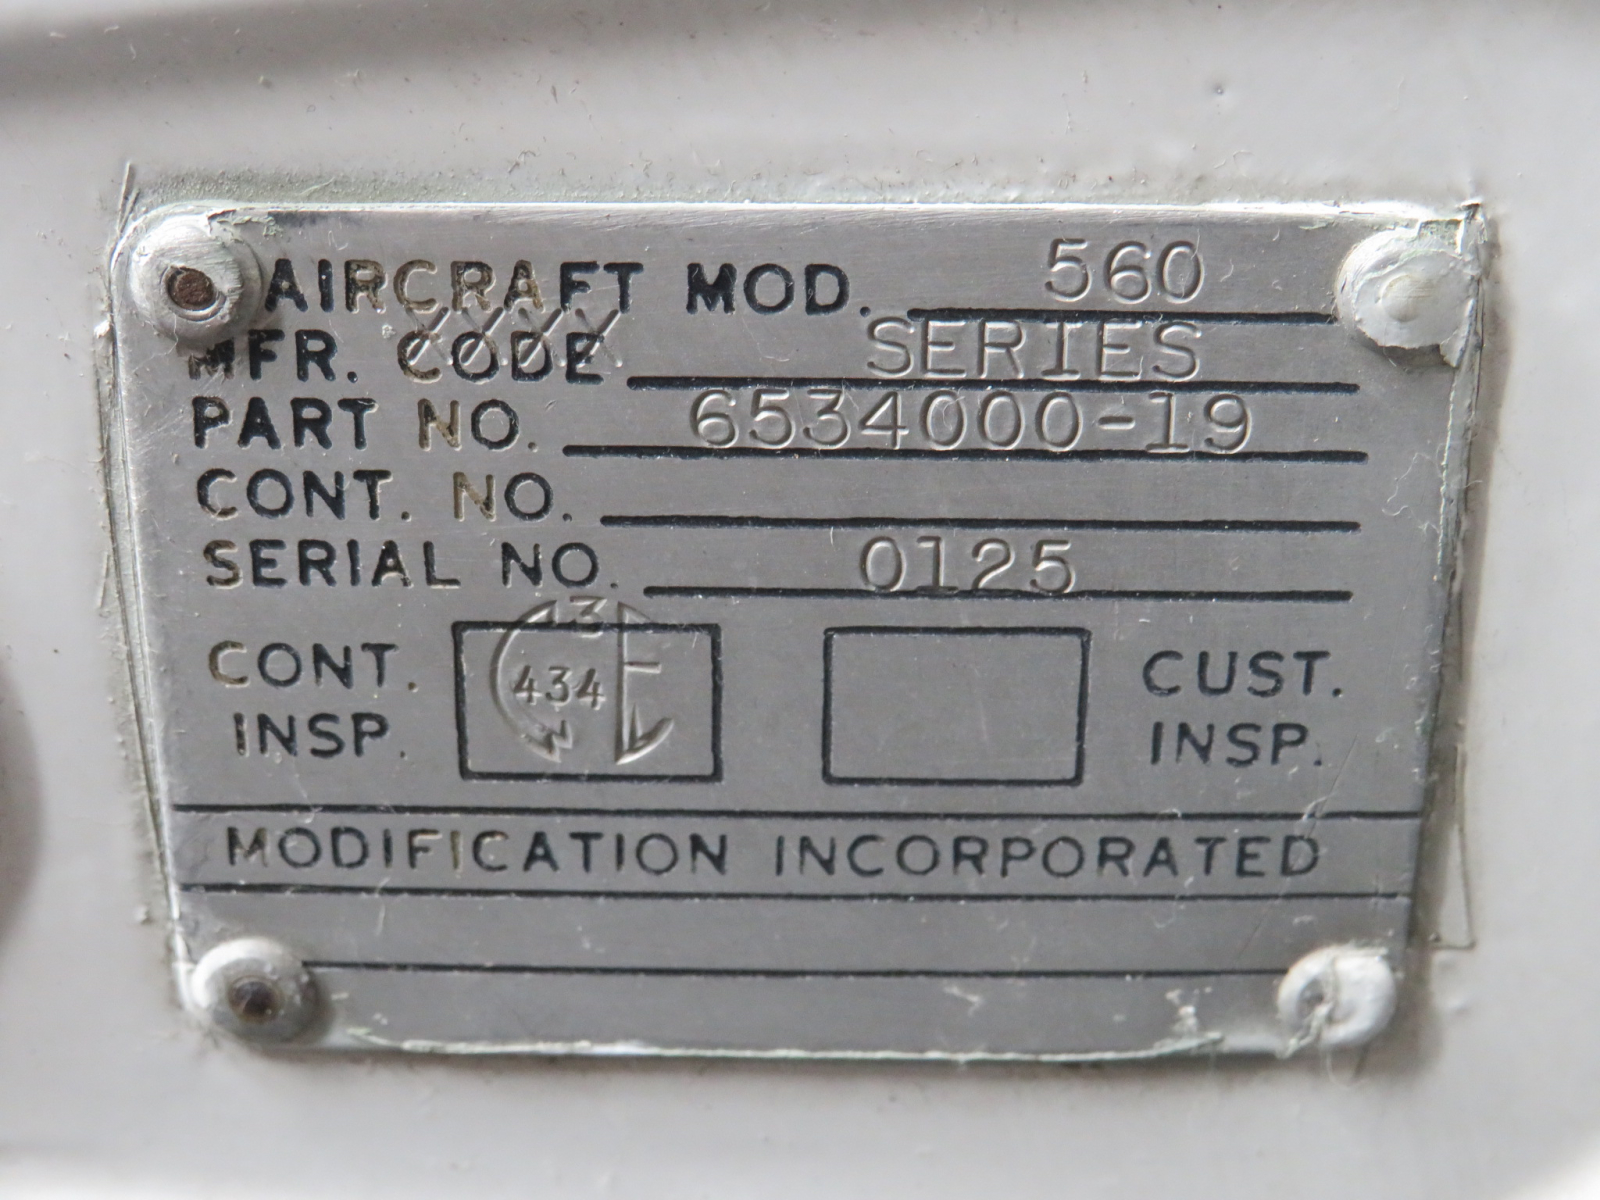 AIRCRAFT MOD. 560
MFR. CODE SERIES
PART NO. 6534000-19
CONT. NO.
SERIAL NO. 0125
CONT. INSP.
13
434
CUST. INSP.
MODIFICATION INCORPORATED